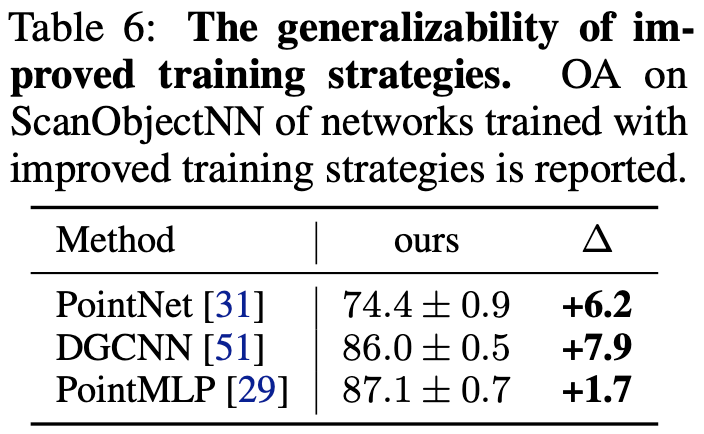 Table 6: The generalizability of im-
proved training strategies. OA on
ScanObjectNN of networks trained with
improved training strategies is reported.
Method ours Δ
PointNet [31] 74.4 ± 0.9 +6.2
DGCNN [51] 86.0 ± 0.5 +7.9
PointMLP [29] 87.1 ± 0.7 +1.7